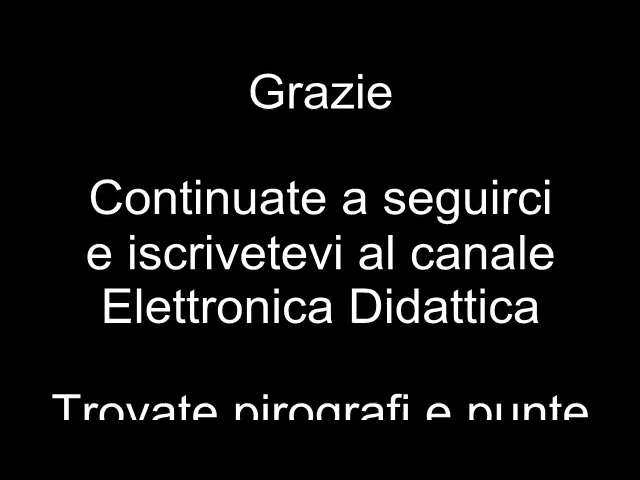 Grazie
Continuate a seguirci
e iscrivetevi al canale
Elettronica Didattica
Trovate pirografi e punte